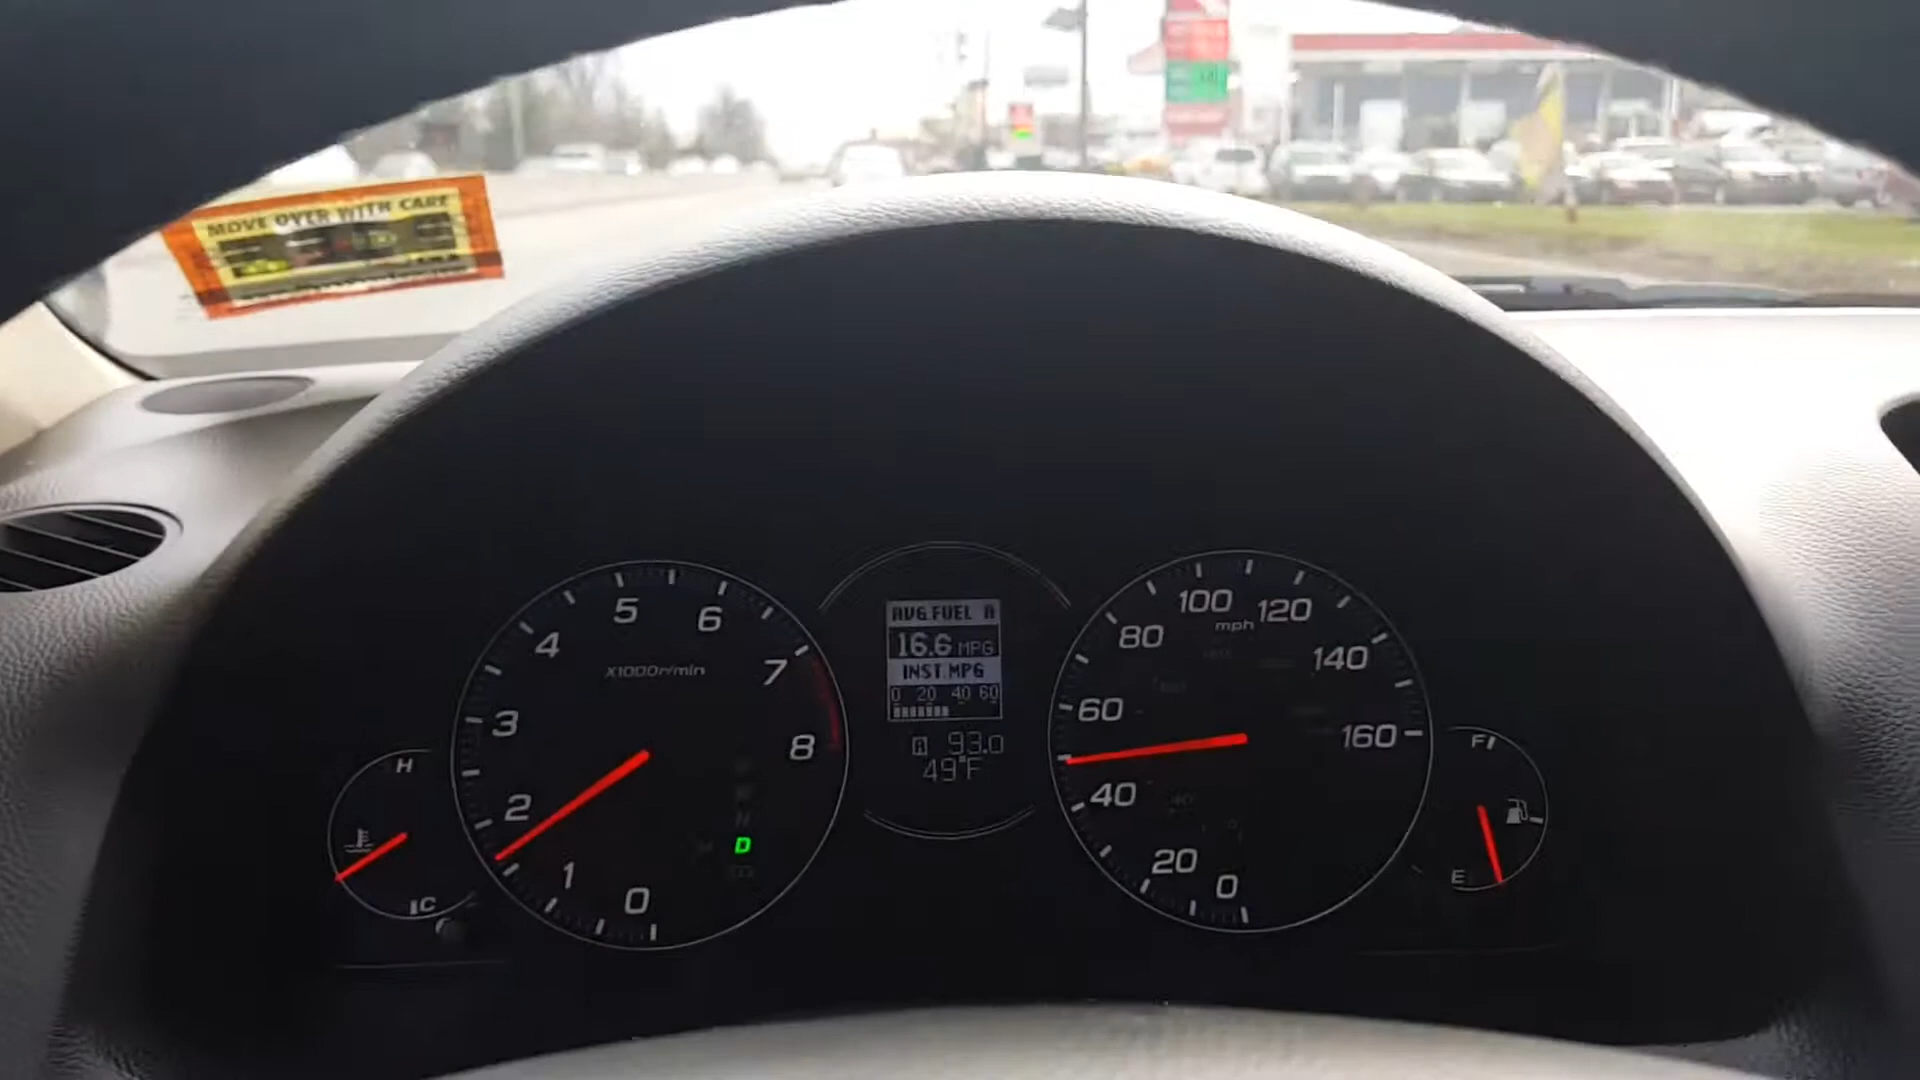 MOVE OVER WITH CARE
0
1
2
3
4
5
6
7
8
X1000r/min
D
H
C
AVG.FUEL A
16.6 MPG
INST.MPG
0 20 40 60
A 93.0
49°F
0
20
40
60
80
100
120
140
160
mph
F
E